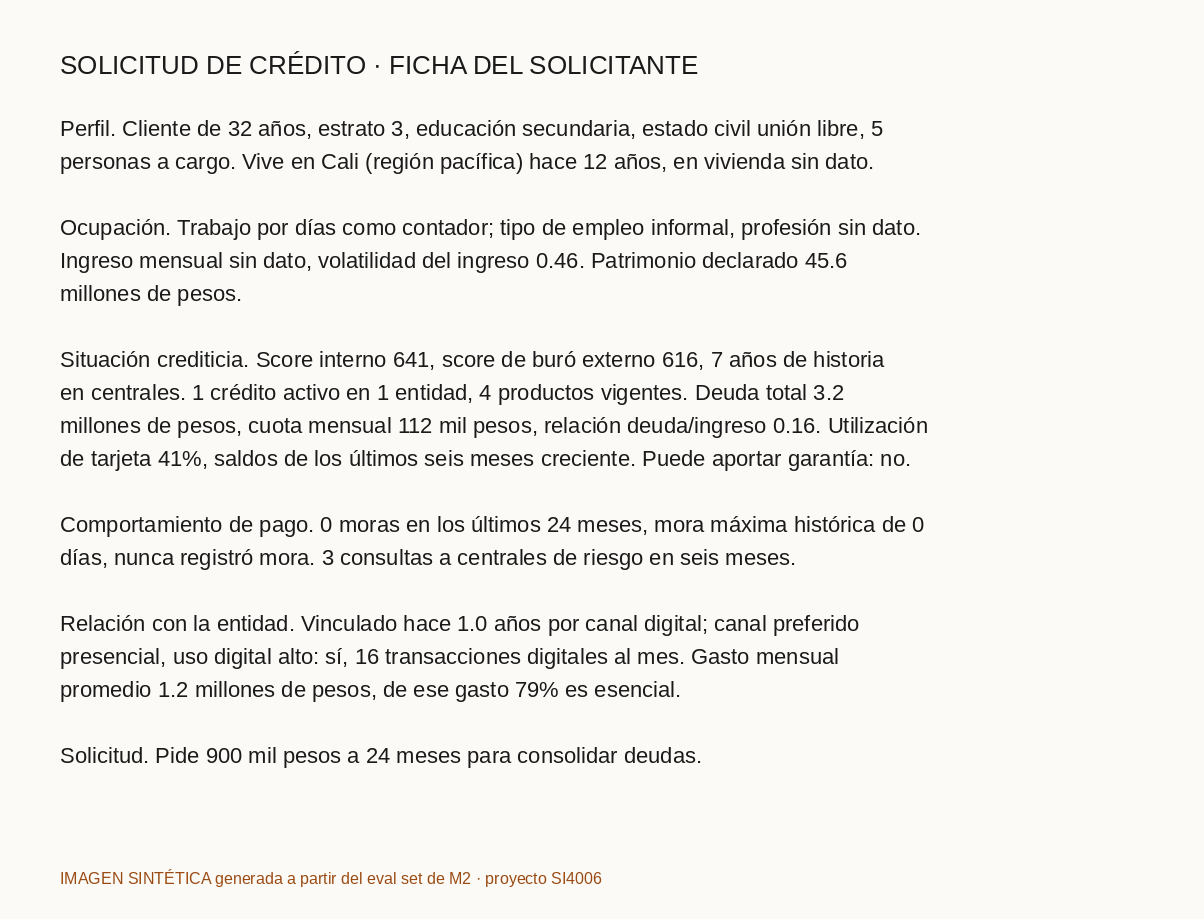 SOLICITUD DE CRÉDITO · FICHA DEL SOLICITANTE
Perfil. Cliente de 32 años, estrato 3, educación secundaria, estado civil unión libre, 5
personas a cargo. Vive en Cali (región pacífica) hace 12 años, en vivienda sin dato.
Ocupación. Trabajo por días como contador; tipo de empleo informal, profesión sin dato.
Ingreso mensual sin dato, volatilidad del ingreso 0.46. Patrimonio declarado 45.6
millones de pesos.
Situación crediticia. Score interno 641, score de buró externo 616, 7 años de historia
en centrales. 1 crédito activo en 1 entidad, 4 productos vigentes. Deuda total 3.2
millones de pesos, cuota mensual 112 mil pesos, relación deuda/ingreso 0.16. Utilización
de tarjeta 41%, saldos de los últimos seis meses creciente. Puede aportar garantía: no.
Comportamiento de pago. 0 moras en los últimos 24 meses, mora máxima histórica de 0
días, nunca registró mora. 3 consultas a centrales de riesgo en seis meses.
Relación con la entidad. Vinculado hace 1.0 años por canal digital; canal preferido
presencial, uso digital alto: sí, 16 transacciones digitales al mes. Gasto mensual
promedio 1.2 millones de pesos, de ese gasto 79% es esencial.
Solicitud. Pide 900 mil pesos a 24 meses para consolidar deudas.
IMAGEN SINTÉTICA generada a partir del eval set de M2 · proyecto SI4006